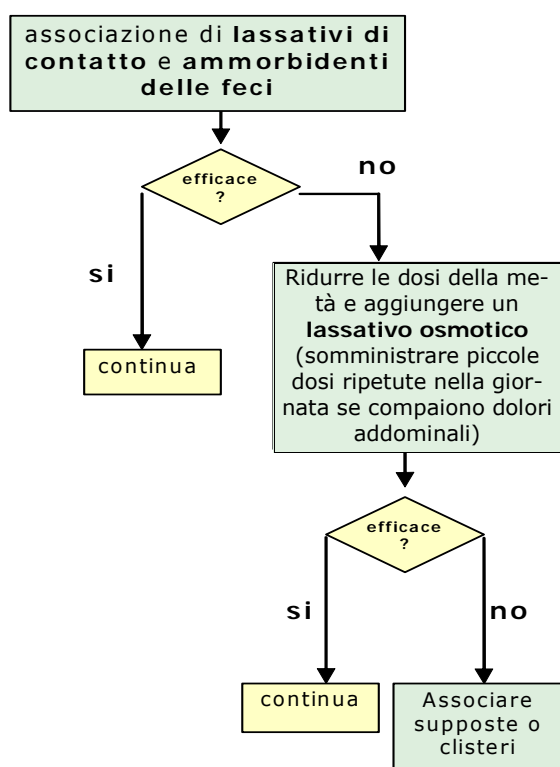 associazione di lassativi di
contatto e ammorbidenti
delle feci
efficace
?
no
si
Ridurre le dosi della me-
tà e aggiungere un
lassativo osmotico
(somministrare piccole
dosi ripetute nella gior-
nata se compaiono dolori
addominali)
continua
efficace
?
si
no
continua
Associare
supposte o
clisteri